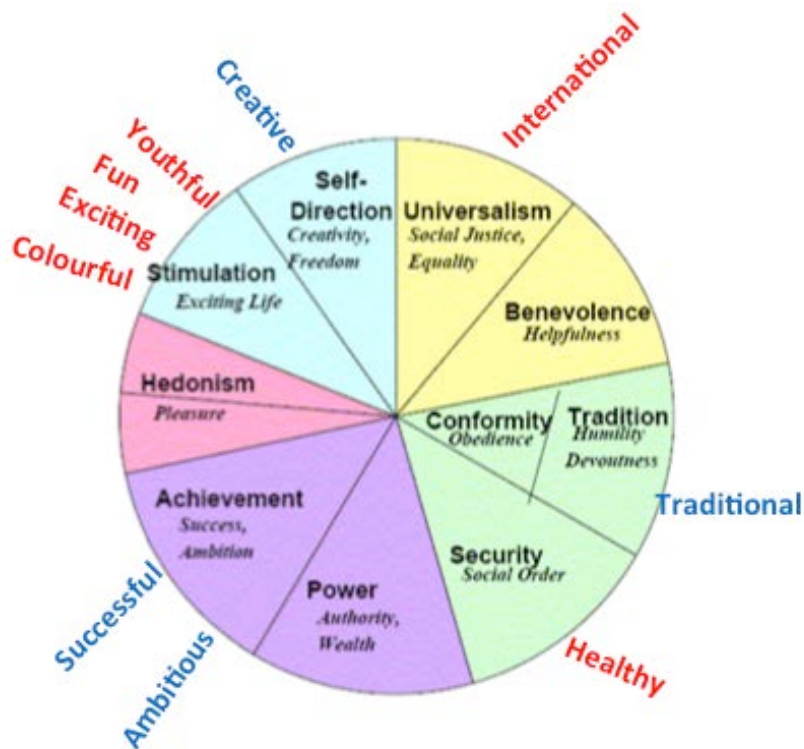 Creative
International
Youthful
Fun
Exciting
Colourful
Self-
Direction
Creativity,
Freedom
Universalism
Social Justice,
Equality
Stimulation
Exciting Life
Benevolence
Helpfulness
Hedonism
Pleasure
Conformity
Obedience
Tradition
Humility
Devoutness
Traditional
Achievement
Success,
Ambition
Security
Social Order
Power
Authority,
Wealth
Successful
Ambitious
Healthy